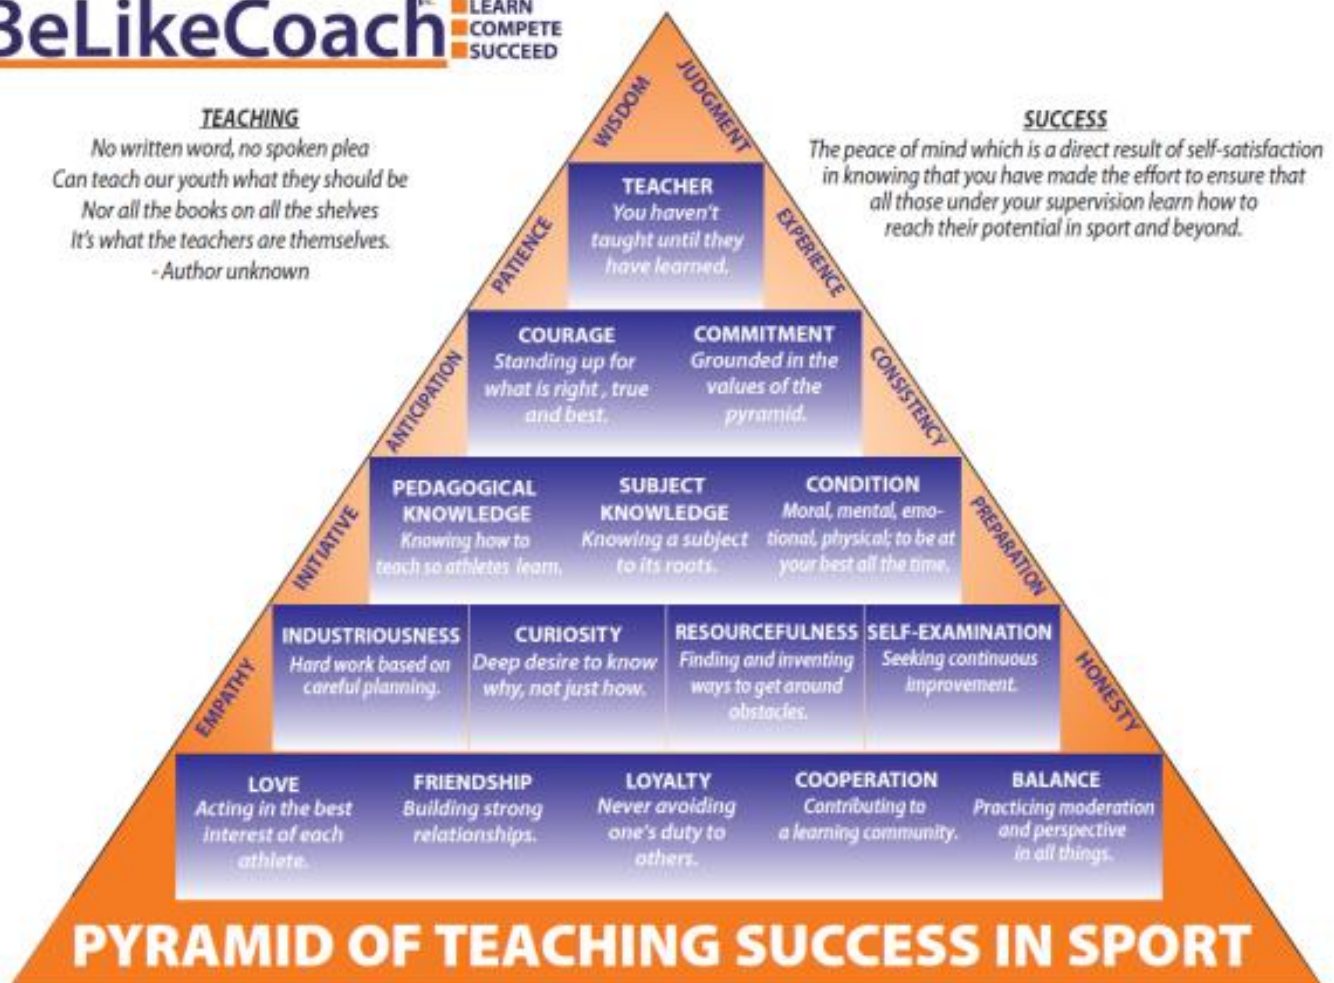 BeLikeCoach
LEARN
COMPETE
SUCCEED
TEACHING
No written word, no spoken plea
Can teach our youth what they should be
Nor all the books on all the shelves
It's what the teachers are themselves.
- Author unknown
SUCCESS
The peace of mind which is a direct result of self-satisfaction
in knowing that you have made the effort to ensure that
all those under your supervision learn how to
reach their potential in sport and beyond.
WISDOM
JUDGMENT
TEACHER
You haven't
taught until they
have learned.
PATIENCE
EXPERIENCE
COURAGE
Standing up for
what is right , true
and best.
COMMITMENT
Grounded in the
values of the
pyramid.
ANTICIPATION
CONSISTENCY
PEDAGOGICAL
KNOWLEDGE
Knowing how to
teach so athletes learn.
SUBJECT
KNOWLEDGE
Knowing a subject
to its roots.
CONDITION
Moral, mental, emo-
tional, physical; to be at
your best all the time.
INITIATIVE
PREPARATION
INDUSTRIOUSNESS
Hard work based on
careful planning.
CURIOSITY
Deep desire to know
why, not just how.
RESOURCEFULNESS
Finding and inventing
ways to get around
obstacles.
SELF-EXAMINATION
Seeking continuous
improvement.
EMPATHY
HONESTY
LOVE
Acting in the best
interest of each
athlete.
FRIENDSHIP
Building strong
relationships.
LOYALTY
Never avoiding
one's duty to
others.
COOPERATION
Contributing to
a learning community.
BALANCE
Practicing moderation
and perspective
in all things.
PYRAMID OF TEACHING SUCCESS IN SPORT